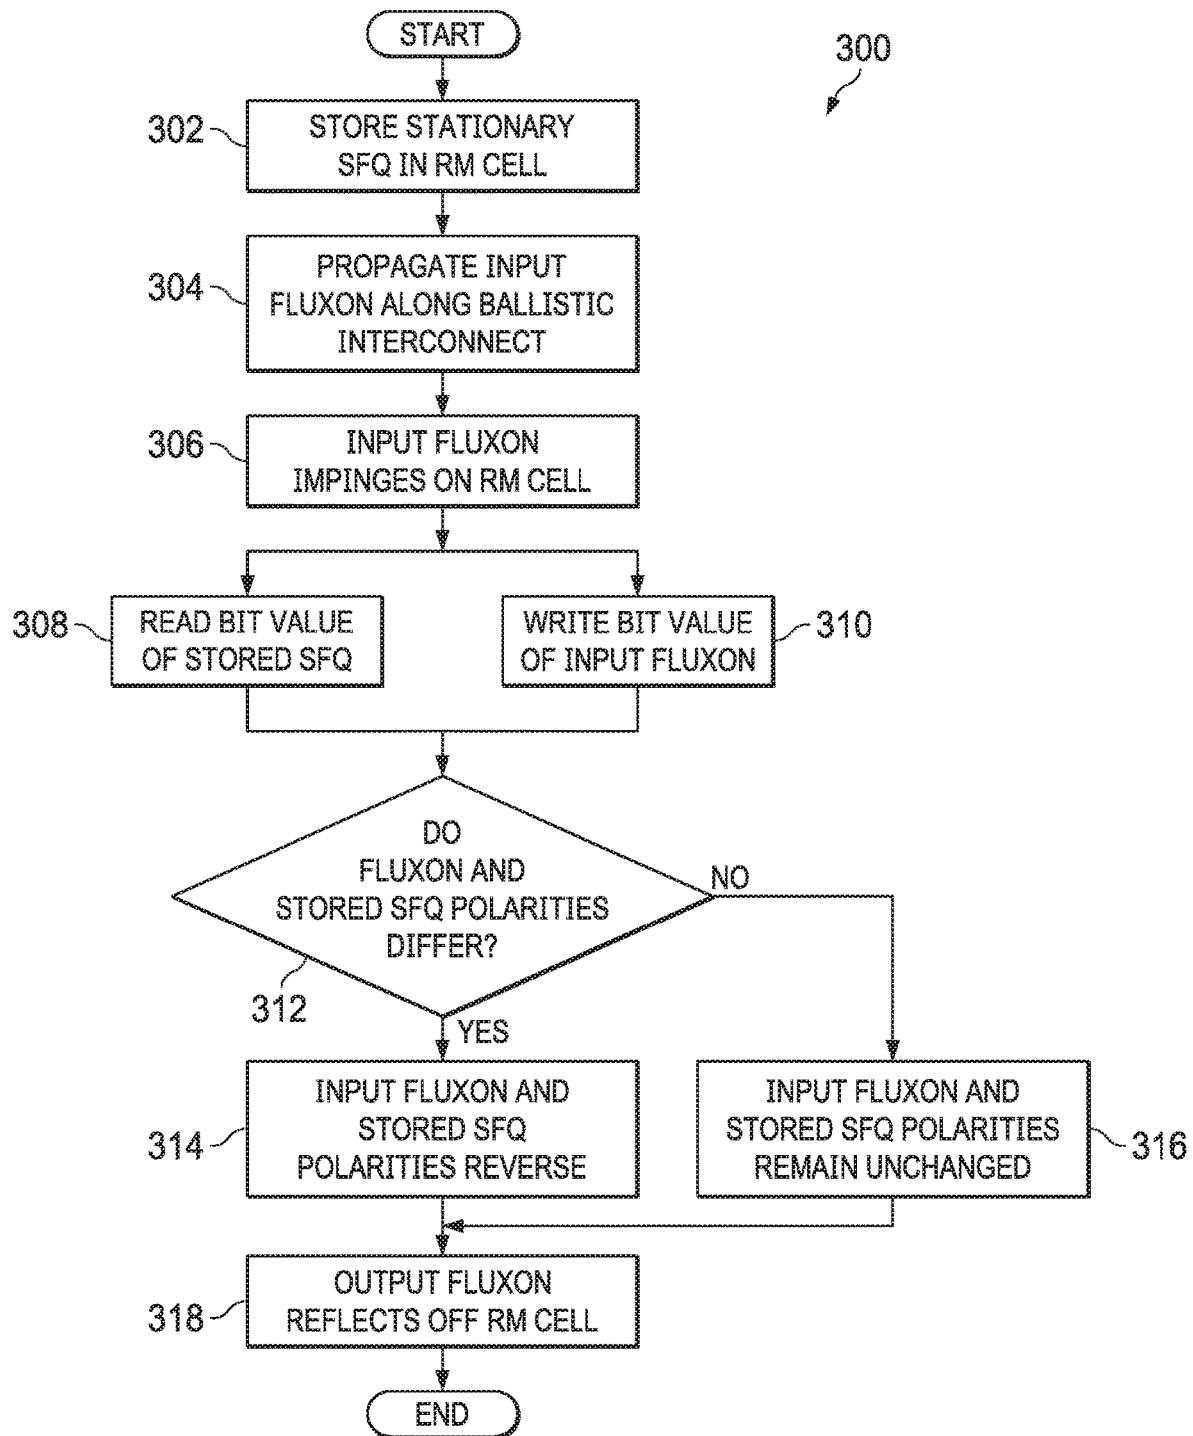 START
300
302
STORE STATIONARY
SFQ IN RM CELL
304
PROPAGATE INPUT
FLUXON ALONG BALLISTIC
INTERCONNECT
306
INPUT FLUXON
IMPINGES ON RM CELL
308
READ BIT VALUE
OF STORED SFQ
WRITE BIT VALUE
OF INPUT FLUXON
310
DO
FLUXON AND
STORED SFQ POLARITIES
DIFFER?
NO
312
YES
314
INPUT FLUXON AND
STORED SFQ
POLARITIES REVERSE
INPUT FLUXON AND
STORED SFQ POLARITIES
REMAIN UNCHANGED
316
318
OUTPUT FLUXON
REFLECTS OFF RM CELL
END